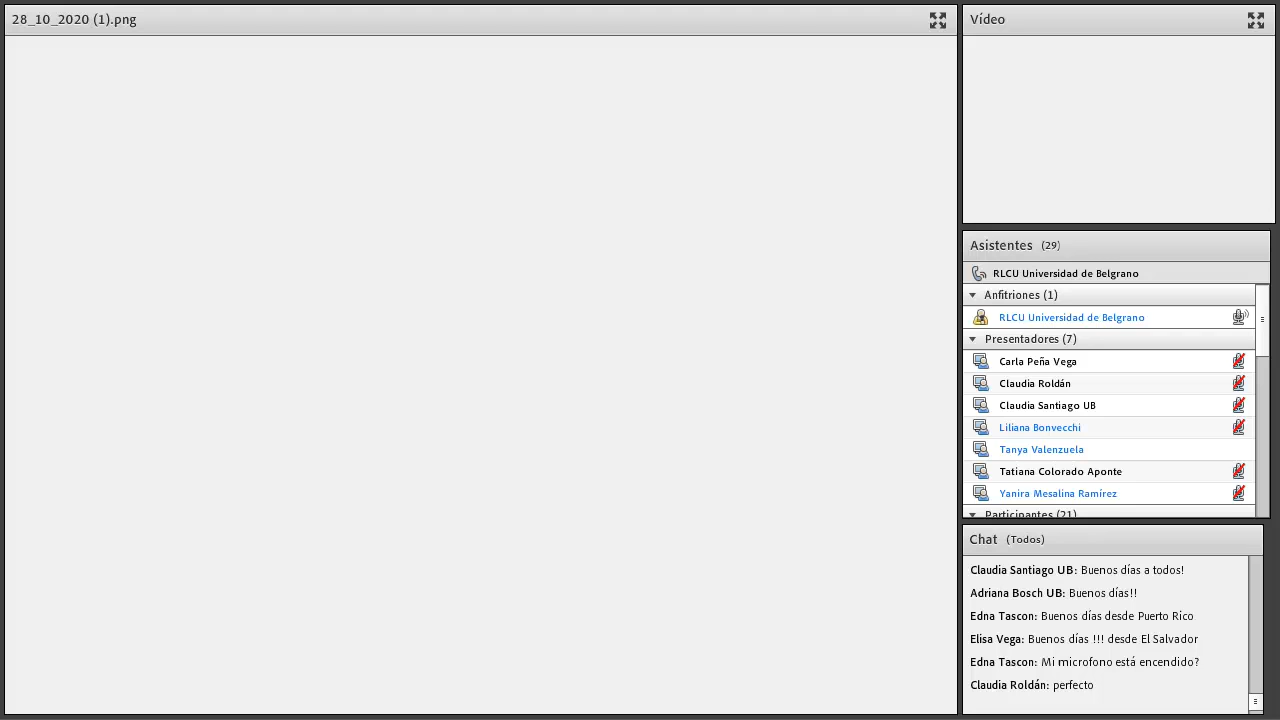 28_10_2020 (1).png
Vídeo
Asistentes (29)
RLCU Universidad de Belgrano
Anfitriones (1)
RLCU Universidad de Belgrano
Presentadores (7)
Carla Peña Vega
Claudia Roldán
Claudia Santiago UB
Liliana Bonvecchi
Tanya Valenzuela
Tatiana Colorado Aponte
Yanira Mesalina Ramírez
Participantes (21)
Chat (Todos)
Claudia Santiago UB: Buenos días a todos!
Adriana Bosch UB: Buenos días!!
Edna Tascon: Buenos días desde Puerto Rico
Elisa Vega: Buenos días !!! desde El Salvador
Edna Tascon: Mi microfono está encendido?
Claudia Roldán: perfecto